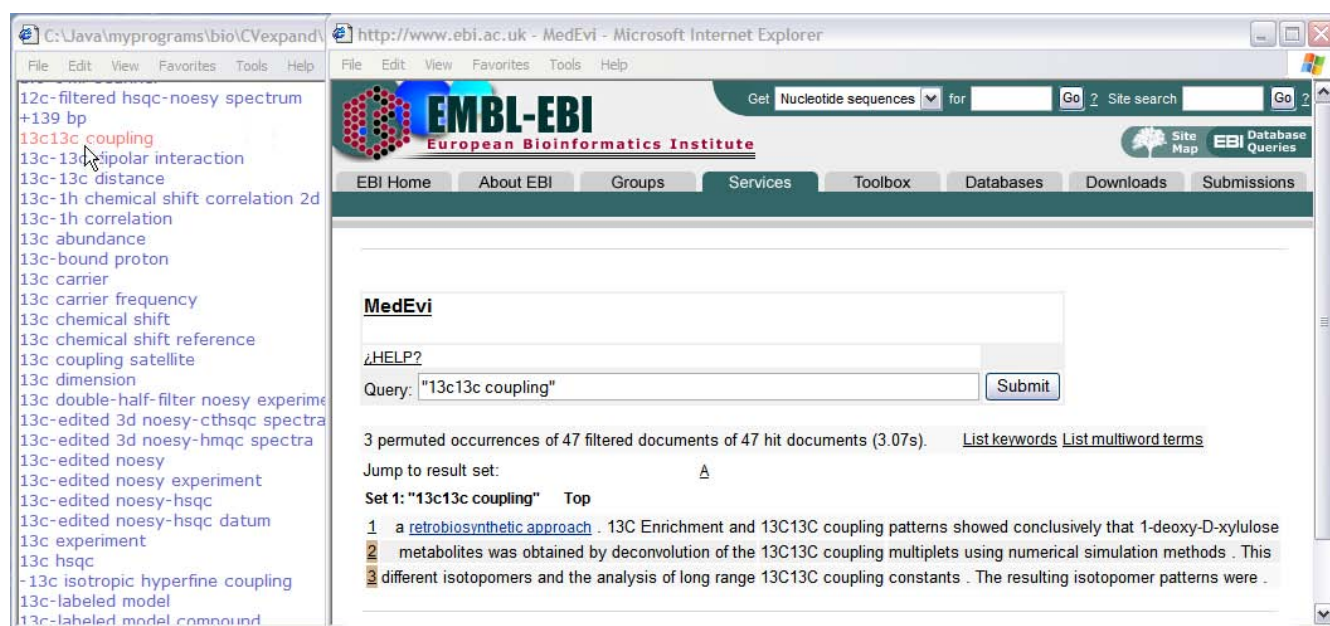 C:\Java\myprograms\bio\CVexpand\
File Edit View Favorites Tools Help
12c-filtered hsqc-noesy spectrum
+139 bp
13c13c coupling
13c-13c dipolar interaction
13c-13c distance
13c-1h chemical shift correlation 2d
13c-1h correlation
13c abundance
13c-bound proton
13c carrier
13c carrier frequency
13c chemical shift
13c chemical shift reference
13c coupling satellite
13c dimension
13c double-half-filter noesy experime
13c-edited 3d noesy-cthsqc spectra
13c-edited 3d noesy-hmqc spectra
13c-edited noesy
13c-edited noesy experiment
13c-edited noesy-hsqc
13c-edited noesy-hsqc datum
13c experiment
13c hsqc
-13c isotropic hyperfine coupling
13c-labeled model
13c-labeled model compound
http://www.ebi.ac.uk - MedEvi - Microsoft Internet Explorer
File Edit View Favorites Tools Help
EMBL-EBI
European Bioinformatics Institute
Get Nucleotide sequences for Go ? Site search Go ?
Site Map EBI Database Queries
EBI Home About EBI Groups Services Toolbox Databases Downloads Submissions
MedEvi
¿HELP?
Query: "13c13c coupling" Submit
3 permuted occurrences of 47 filtered documents of 47 hit documents (3.07s). List keywords List multiword terms
Jump to result set: A
Set 1: "13c13c coupling" Top
1 a retrobiosynthetic approach . 13C Enrichment and 13C13C coupling patterns showed conclusively that 1-deoxy-D-xylulose
2 metabolites was obtained by deconvolution of the 13C13C coupling multiplets using numerical simulation methods . This
3 different isotopomers and the analysis of long range 13C13C coupling constants . The resulting isotopomer patterns were .